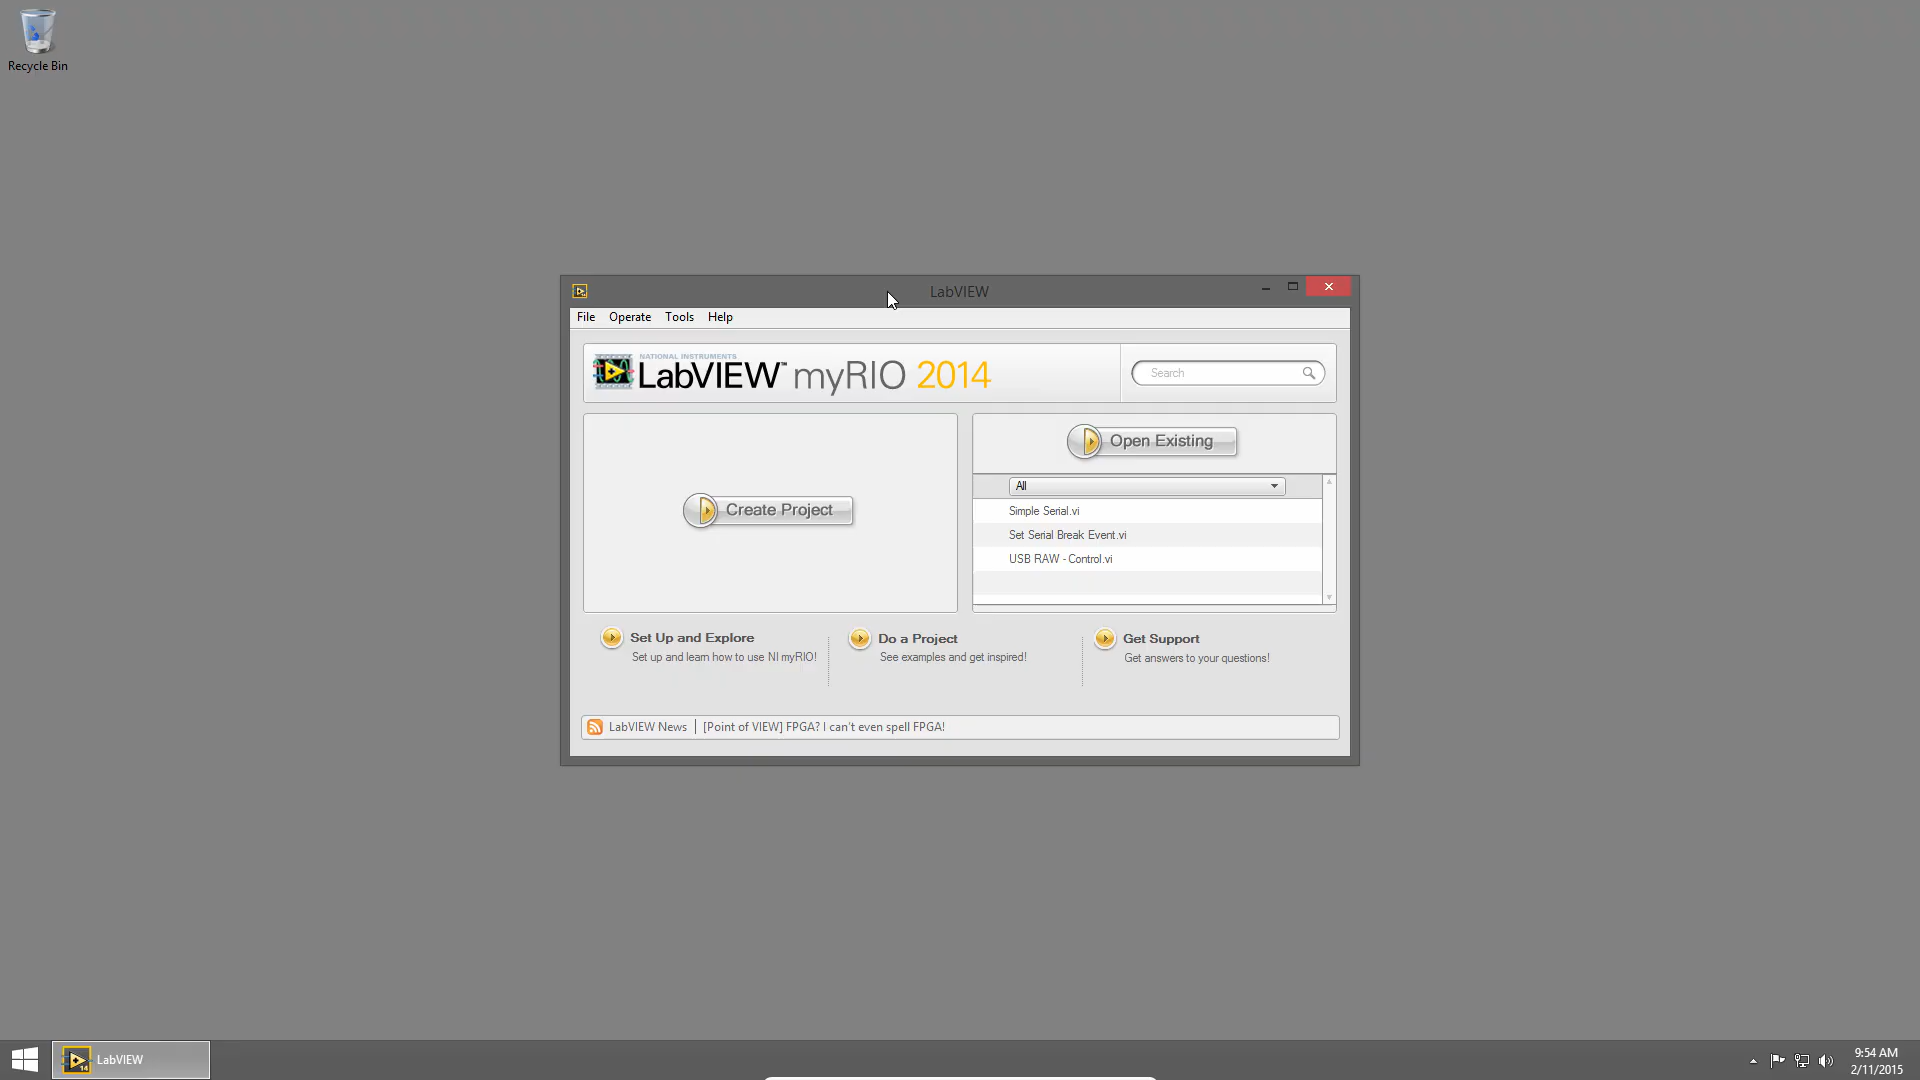 Recycle Bin
LabVIEW
File Operate Tools Help
NATIONAL INSTRUMENTS
LabVIEW™ myRIO 2014
Search
Open Existing
All
Simple Serial.vi
Set Serial Break Event.vi
USB RAW - Control.vi
Create Project
Set Up and Explore
Set up and learn how to use NI myRIO!
Do a Project
See examples and get inspired!
Get Support
Get answers to your questions!
LabVIEW News | [Point of VIEW] FPGA? I can't even spell FPGA!
14
LabVIEW
9:54 AM
2/11/2015